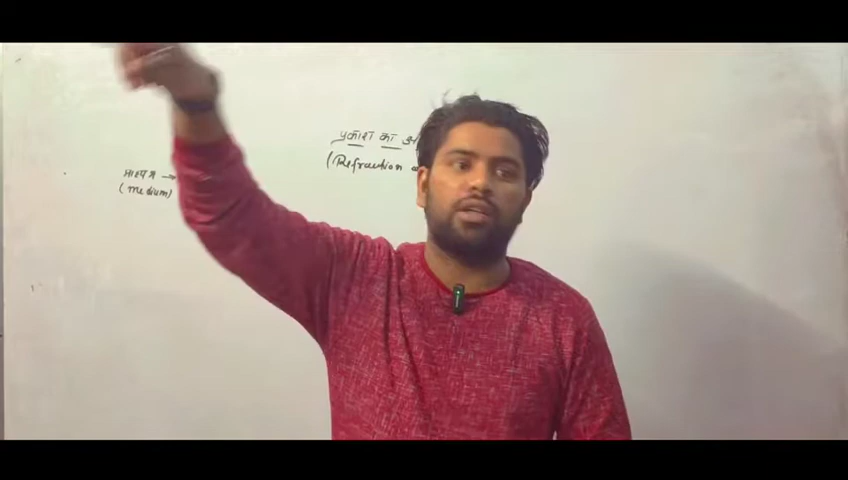 प्रकाश का
(Refraction
माध्यम →
(Medium)